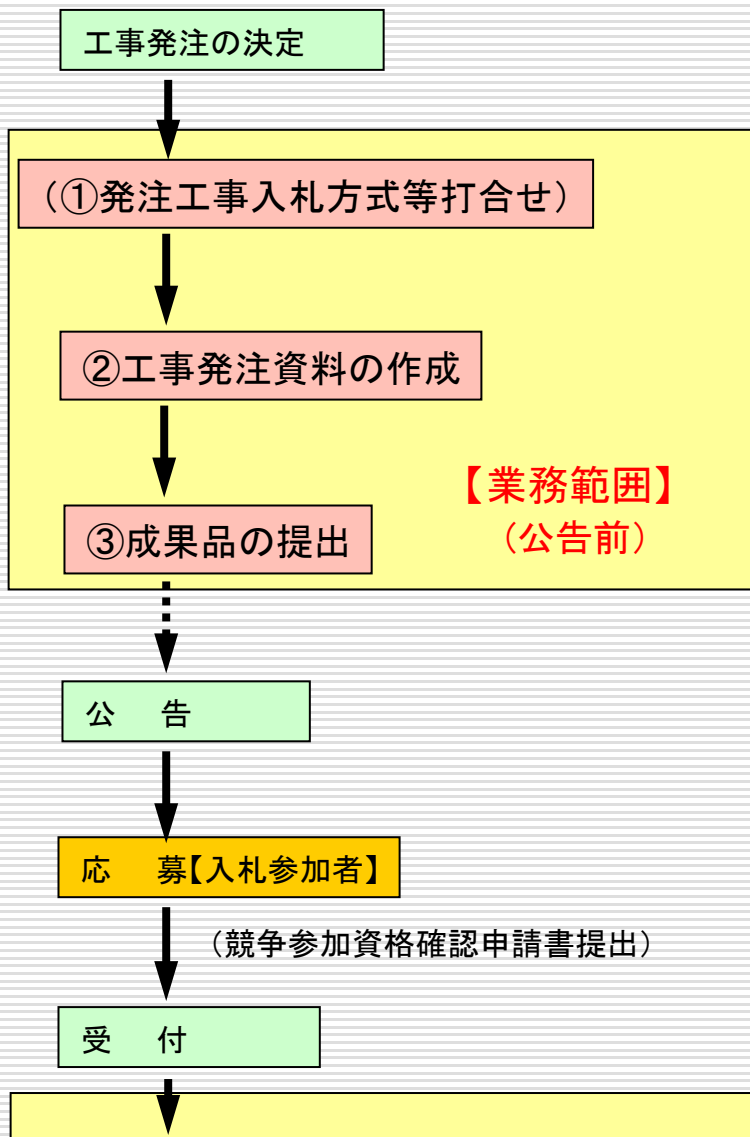 工事発注の決定
（①発注工事入札方式等打合せ）
②工事発注資料の作成
【業務範囲】
③成果品の提出
（公告前）
公　告
応　募【入札参加者】
（競争参加資格確認申請書提出）
受　付